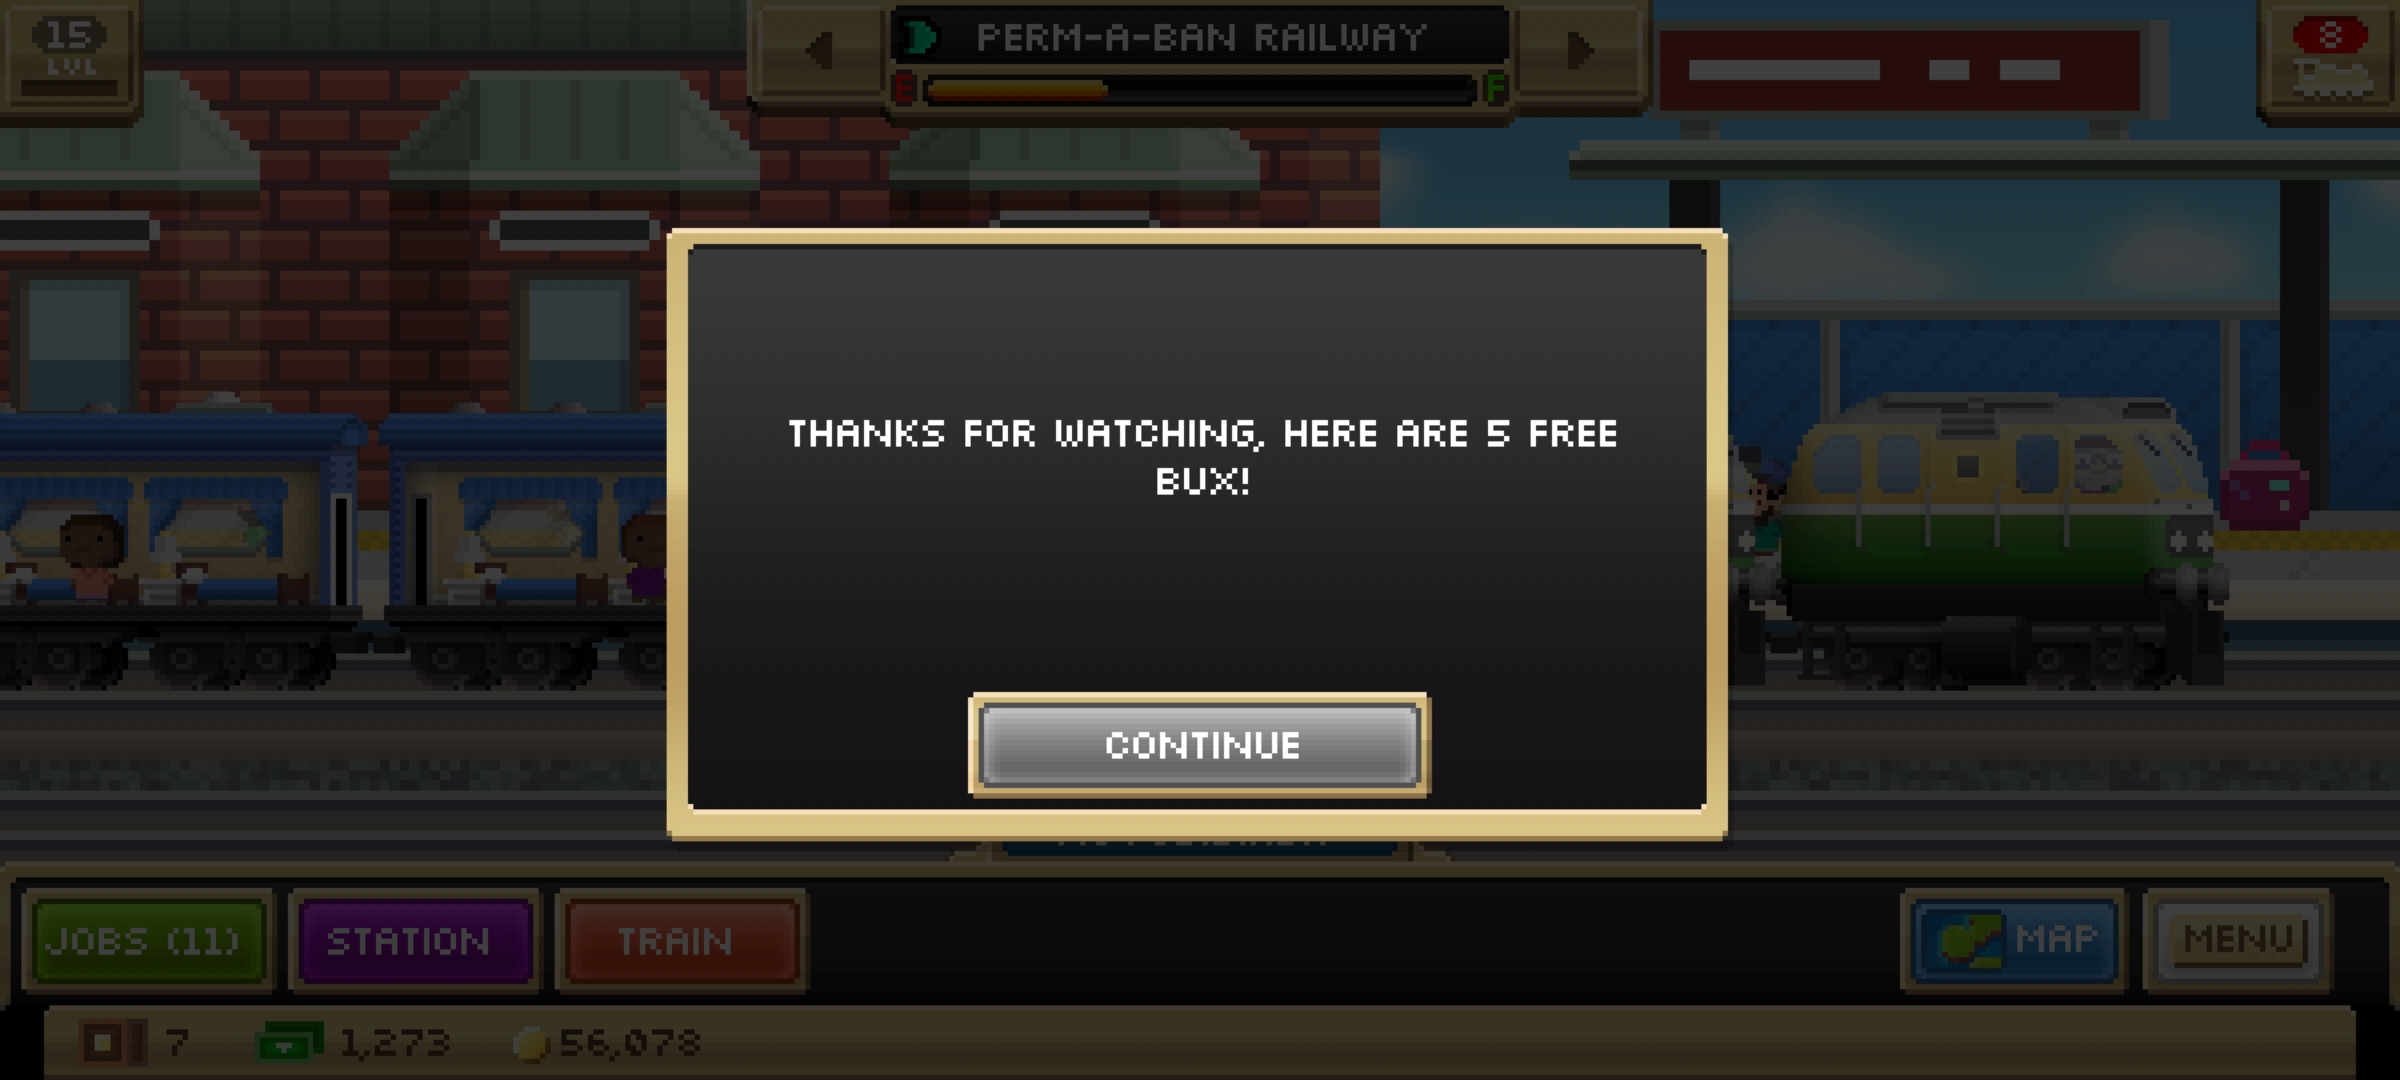 15
LVL
PERM-A-BAN RAILWAY
E
F
8
THANKS FOR WATCHING, HERE ARE 5 FREE
BUX!
CONTINUE
JOBS (11)
STATION
TRAIN
MAP
MENU
7
1,273
56,078